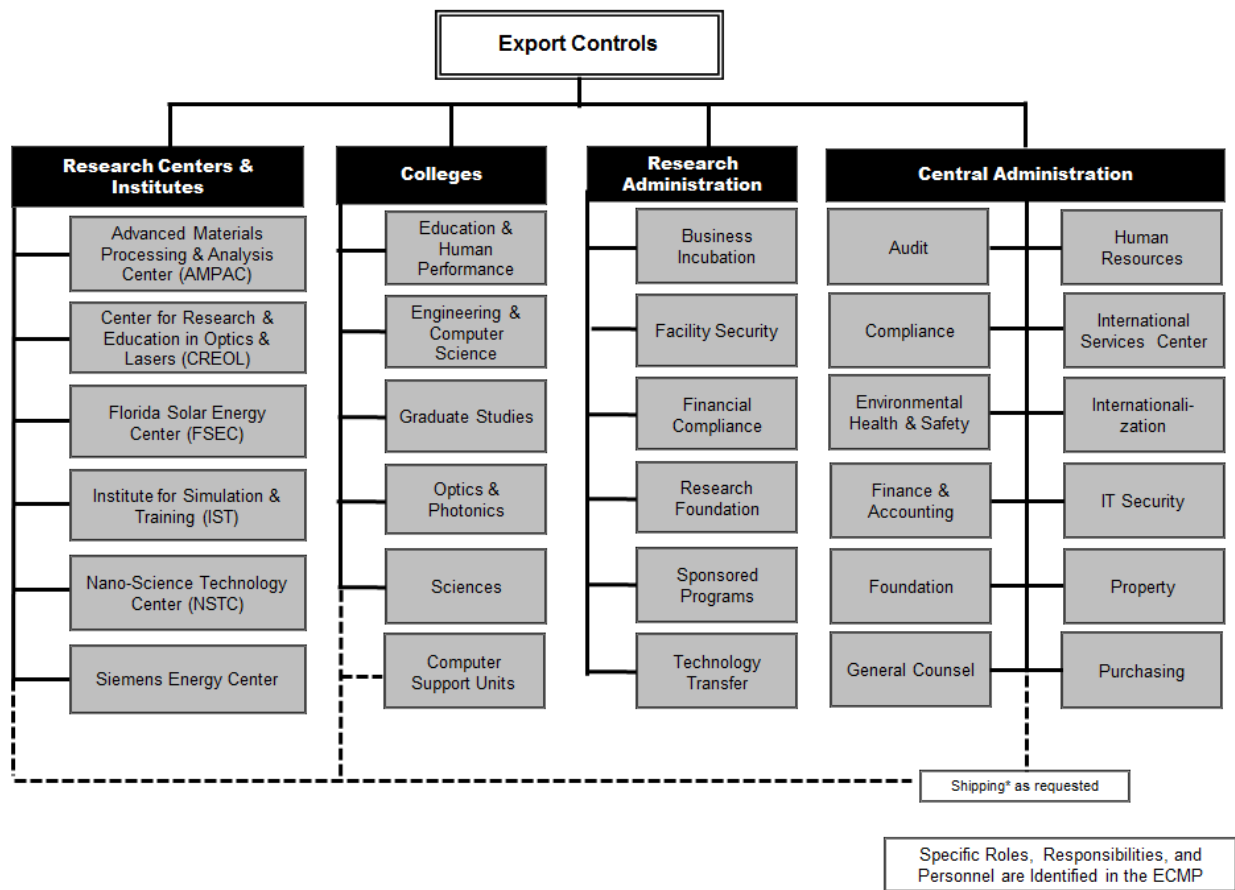 Export Controls
Research Centers &
Institutes
Advanced Materials
Processing & Analysis
Center (AMPAC)
Center for Research &
Education in Optics &
Lasers (CREOL)
Florida Solar Energy
Center (FSEC)
Institute for Simulation &
Training (IST)
Nano-Science Technology
Center (NSTC)
Siemens Energy Center
Colleges
Education &
Human
Performance
Engineering &
Computer
Science
Graduate Studies
Optics &
Photonics
Sciences
Computer
Support Units
Research
Administration
Business
Incubation
Facility Security
Financial
Compliance
Research
Foundation
Sponsored
Programs
Technology
Transfer
Central Administration
Audit
Compliance
Environmental
Health & Safety
Finance &
Accounting
Foundation
General Counsel
Human
Resources
International
Services Center
Internationali-
zation
IT Security
Property
Purchasing
Shipping* as requested
Specific Roles, Responsibilities, and
Personnel are Identified in the ECMP